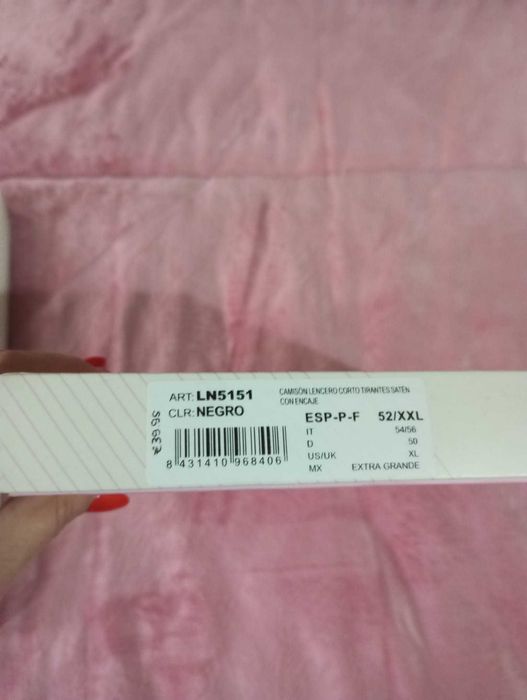 ART: LN5151
CLR: NEGRO
8 431410 968406
CAMISÓN LENCERO CORTO TIRANTES SATÉN
CON ENCAJE
ESP-P-F 52/XXL
IT 54/56
D 50
US/UK XL
MX EXTRA GRANDE
€39,95